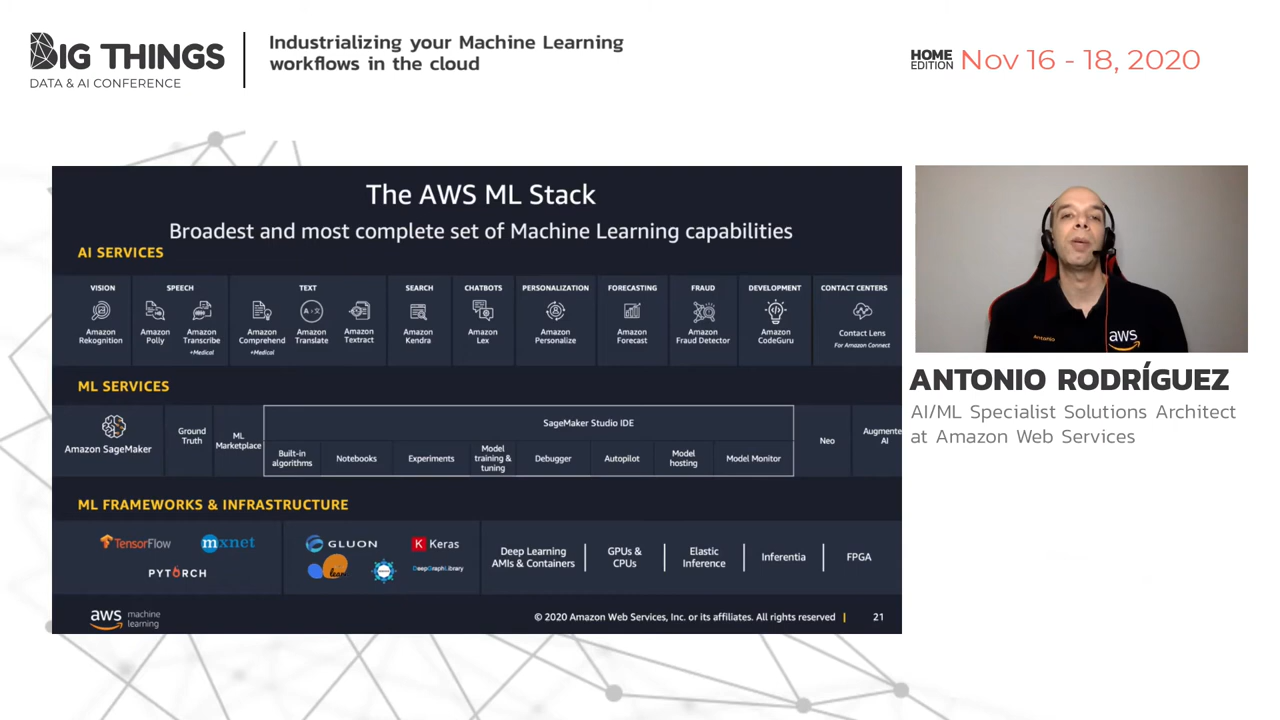 BIG THINGS
DATA & AI CONFERENCE
Industrializing your Machine Learning
workflows in the cloud
HOME
EDITION
Nov 16 - 18, 2020
The AWS ML Stack
Broadest and most complete set of Machine Learning capabilities
AI SERVICES
VISION
SPEECH
TEXT
SEARCH
CHATBOTS
PERSONALIZATION
FORECASTING
FRAUD
DEVELOPMENT
CONTACT CENTERS
Amazon
Rekognition
Amazon
Polly
Amazon
Transcribe
+Medical
Amazon
Comprehend
+Medical
Amazon
Translate
Amazon
Textract
Amazon
Kendra
Amazon
Lex
Amazon
Personalize
Amazon
Forecast
Amazon
Fraud Detector
Amazon
CodeGuru
Contact Lens
For Amazon Connect
ML SERVICES
Amazon SageMaker
Ground
Truth
ML
Marketplace
SageMaker Studio IDE
Built-in
algorithms
Notebooks
Experiments
Model
training &
tuning
Debugger
Autopilot
Model
hosting
Model Monitor
Neo
Augmente
AI
ML FRAMEWORKS & INFRASTRUCTURE
TensorFlow
mxnet
PYTORCH
GLUON
Keras
learn
DeepGraphLibrary
Deep Learning
AMIs & Containers
GPUs &
CPUs
Elastic
Inference
Inferentia
FPGA
aws
machine
learning
© 2020 Amazon Web Services, Inc. or its affiliates. All rights reserved |
21
Antonio
aws
ANTONIO RODRÍGUEZ
AI/ML Specialist Solutions Architect
at Amazon Web Services